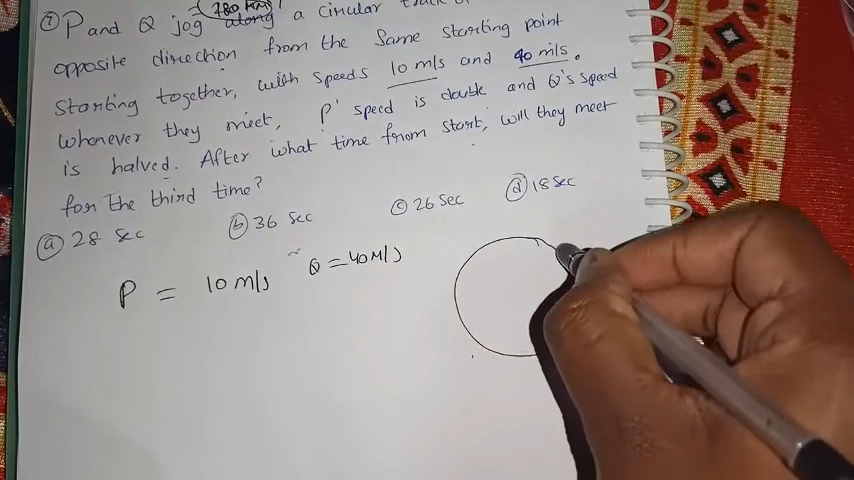 = 780 km
⑦ P and Q jog along a circular track of
opposite direction from the same starting point
starting together, with speeds 10 m/s and 40 m/s.
whenever they meet, P' speed is double and Q's speed
is halved. After what time from start, will they meet
for the third time?
ⓐ 28 sec ⓑ 36 sec ⓒ 26 sec ⓓ 18 sec
P = 10 m/s Q = 40 M/s